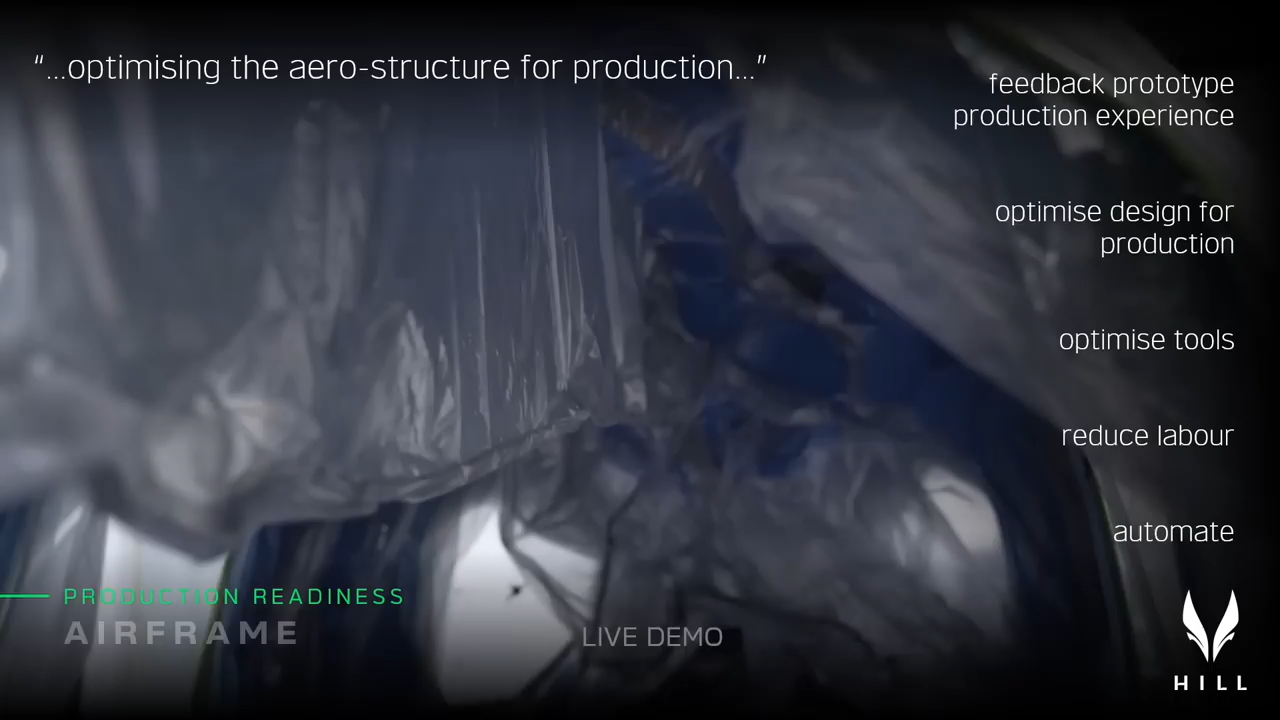 “...optimising the aero-structure for production...”
feedback prototype
production experience
optimise design for
production
optimise tools
reduce labour
automate
PRODUCTION READINESS
AIRFRAME
LIVE DEMO
HILL